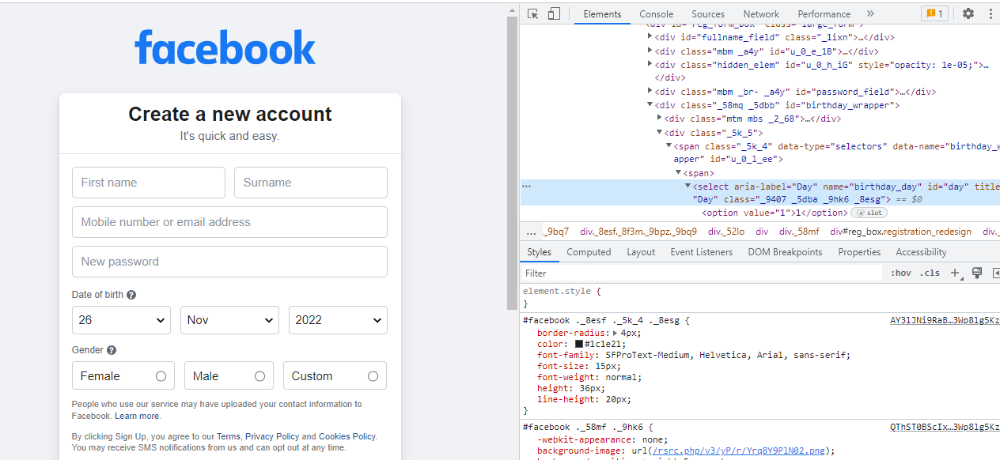 facebook
Create a new account
It's quick and easy.
First name
Surname
Mobile number or email address
New password
Date of birth ?
26
Nov
2022
Gender ?
Female
Male
Custom
People who use our service may have uploaded your contact information to
Facebook. Learn more.
By clicking Sign Up, you agree to our Terms, Privacy Policy and Cookies Policy.
You may receive SMS notifications from us and can opt out at any time.
Elements Console Sources Network Performance » 1
<div id="reg_form_box" class="large_form">
<div id="fullname_field" class="_1ixn">…</div>
<div class="mbm _a4y" id="u_0_e_1B">…</div>
<div class="hidden_elem" id="u_0_h_iG" style="opacity: 1e-05;">…
</div>
<div class="mbm _br- _a4y" id="password_field">…</div>
<div class="_58mq _5dbb" id="birthday_wrapper">
<div class="mtm mbs _2_68">…</div>
<div class="_5k_5">
<span class="_5k_4" data-type="selectors" data-name="birthday_w
apper" id="u_0_l_ee">
<span>
… <select aria-label="Day" name="birthday_day" id="day" title
"Day" class="_9407 _5dba _9hk6 _8esg"> == $0
<option value="1">1</option> slot
… _9bq7 div._8esf._8f3m._9bpz._9bq9 div._52lo div div._58mf div#reg_box.registration_redesign div._
Styles Computed Layout Event Listeners DOM Breakpoints Properties Accessibility
Filter :hov .cls +
element.style {
}
#facebook ._8esf ._5k_4 ._8esg { AY3lJNi9RaB…3Wp8lg5Kz
border-radius: 4px;
color: #1c1e21;
font-family: SFProText-Medium, Helvetica, Arial, sans-serif;
font-size: 15px;
font-weight: normal;
height: 36px;
line-height: 20px;
}
#facebook ._58mf ._9hk6 { QThST0BScIx…3Wp8lg5Kz
-webkit-appearance: none;
background-image: url(/rsrc.php/v3/yP/r/Yrq8Y9PlN02.png);